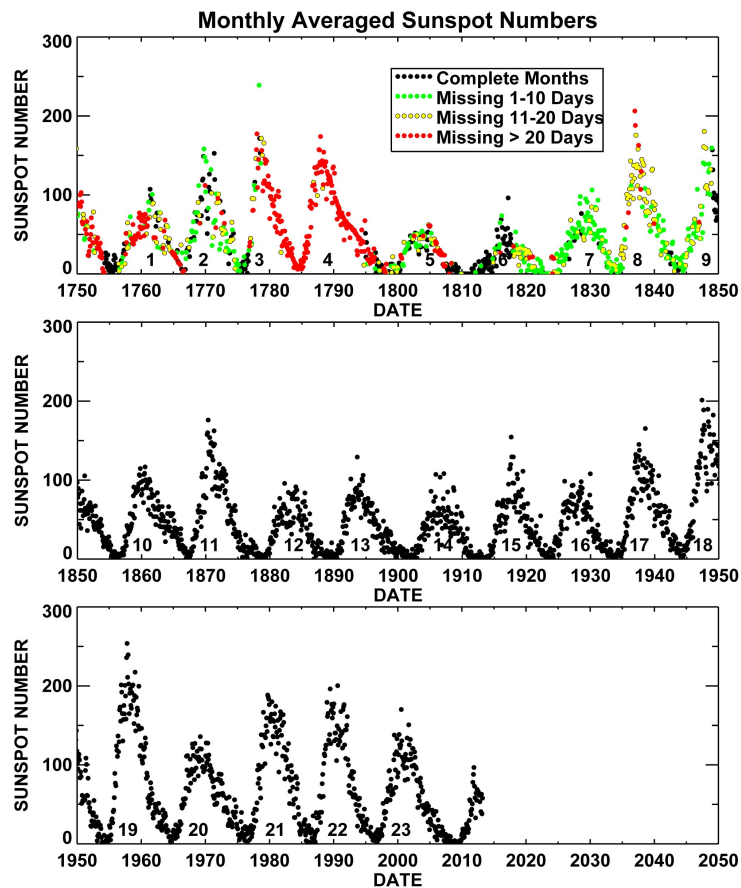 Monthly Averaged Sunspot Numbers
300
200
100
0
SUNSPOT NUMBER
Complete Months
Missing 1-10 Days
Missing 11-20 Days
Missing > 20 Days
1 2 3 4 5 6 7 8 9
1750 1760 1770 1780 1790 1800 1810 1820 1830 1840 1850
DATE
300
200
100
0
SUNSPOT NUMBER
10 11 12 13 14 15 16 17 18
1850 1860 1870 1880 1890 1900 1910 1920 1930 1940 1950
DATE
300
200
100
0
SUNSPOT NUMBER
19 20 21 22 23
1950 1960 1970 1980 1990 2000 2010 2020 2030 2040 2050
DATE